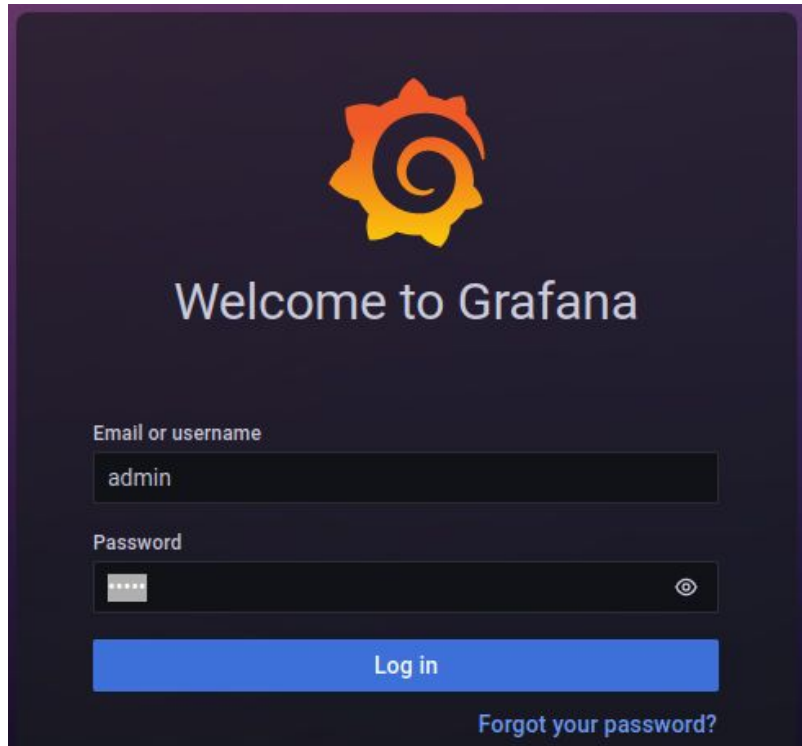 Welcome to Grafana
Email or username
admin
Password
•••••
Log in
Forgot your password?